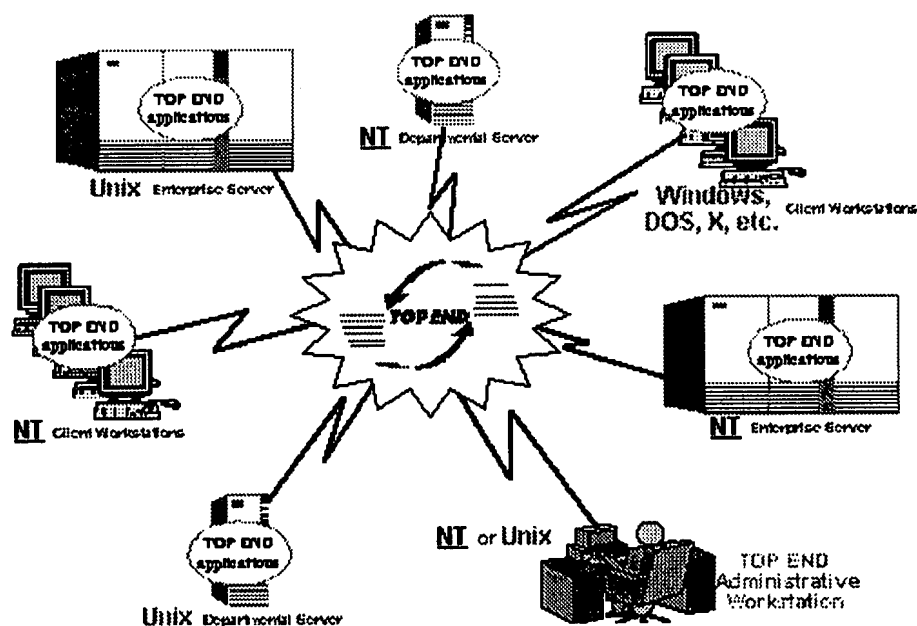 TOP END
applications
NT Departmental Server
TOP END
applications
Unix Enterprise Server
TOP END
applications
Windows,
DOS, X, etc. Client Workstations
TOP END
applications
NT Client Workstations
TOP END
TOP END
applications
NT Enterprise Server
TOP END
applications
Unix Departmental Server
NT or Unix
TOP END
Administrative
Workstation